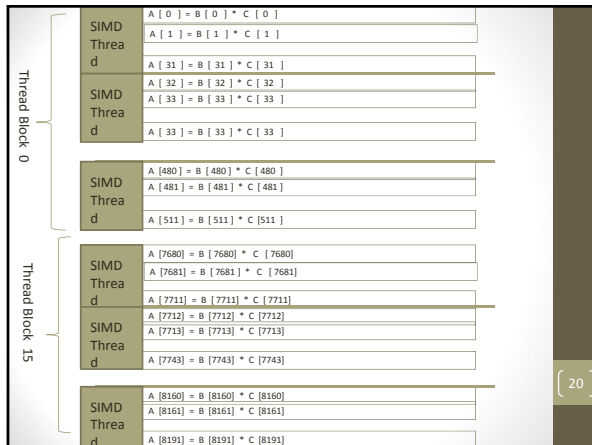 Thread Block 0
SIMD
Threa
d
A [ 0 ] = B [ 0 ] * C [ 0 ]
A [ 1 ] = B [ 1 ] * C [ 1 ]
A [ 31 ] = B [ 31 ] * C [ 31 ]
SIMD
Threa
d
A [ 32 ] = B [ 32 ] * C [ 32 ]
A [ 33 ] = B [ 33 ] * C [ 33 ]
A [ 33 ] = B [ 33 ] * C [ 33 ]
SIMD
Threa
d
A [480 ] = B [ 480 ] * C [ 480 ]
A [481 ] = B [ 481 ] * C [ 481 ]
A [511 ] = B [ 511 ] * C [511 ]
Thread Block 15
SIMD
Threa
d
A [7680] = B [ 7680] * C [ 7680]
A [7681] = B [ 7681 ] * C [ 7681]
A [7711] = B [ 7711] * C [7711]
SIMD
Threa
d
A [7712] = B [7712] * C [7712]
A [7713] = B [7713] * C [7713]
A [7743] = B [7743] * C [7743]
SIMD
Threa
d
A [8160] = B [8160] * C [8160]
A [8161] = B [8161] * C [8161]
A [8191] = B [8191] * C [8191]
20